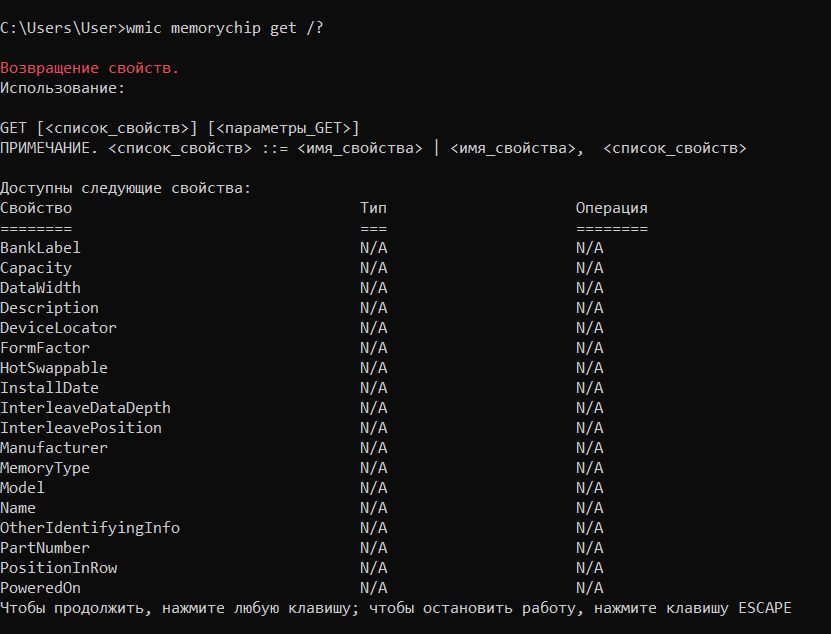 C:\Users\User>wmic memorychip get /?
Возвращение свойств.
Использование:
GET [<список_свойств>] [<параметры_GET>]
ПРИМЕЧАНИЕ. <список_свойств> ::= <имя_свойства> | <имя_свойства>,  <список_свойств>
Доступны следующие свойства:
Свойство Тип Операция
======== === ========
BankLabel N/A N/A
Capacity N/A N/A
DataWidth N/A N/A
Description N/A N/A
DeviceLocator N/A N/A
FormFactor N/A N/A
HotSwappable N/A N/A
InstallDate N/A N/A
InterleaveDataDepth N/A N/A
InterleavePosition N/A N/A
Manufacturer N/A N/A
MemoryType N/A N/A
Model N/A N/A
Name N/A N/A
OtherIdentifyingInfo N/A N/A
PartNumber N/A N/A
PositionInRow N/A N/A
PoweredOn N/A N/A
Чтобы продолжить, нажмите любую клавишу; чтобы остановить работу, нажмите клавишу ESCAPE